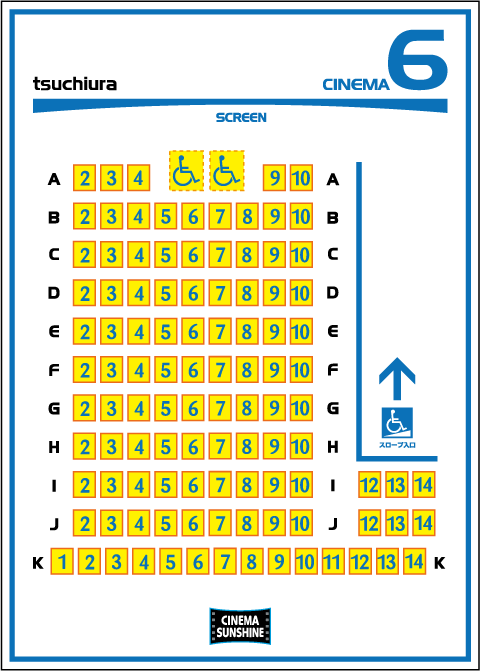 tsuchiura CINEMA 6
SCREEN
A 2 3 4 9 10 A
B 2 3 4 5 6 7 8 9 10 B
C 2 3 4 5 6 7 8 9 10 C
D 2 3 4 5 6 7 8 9 10 D
E 2 3 4 5 6 7 8 9 10 E
F 2 3 4 5 6 7 8 9 10 F
G 2 3 4 5 6 7 8 9 10 G
スロープ入口
H 2 3 4 5 6 7 8 9 10 H
I 2 3 4 5 6 7 8 9 10 I 12 13 14
J 2 3 4 5 6 7 8 9 10 J 12 13 14
K 1 2 3 4 5 6 7 8 9 10 11 12 13 14 K
CINEMA
SUNSHINE